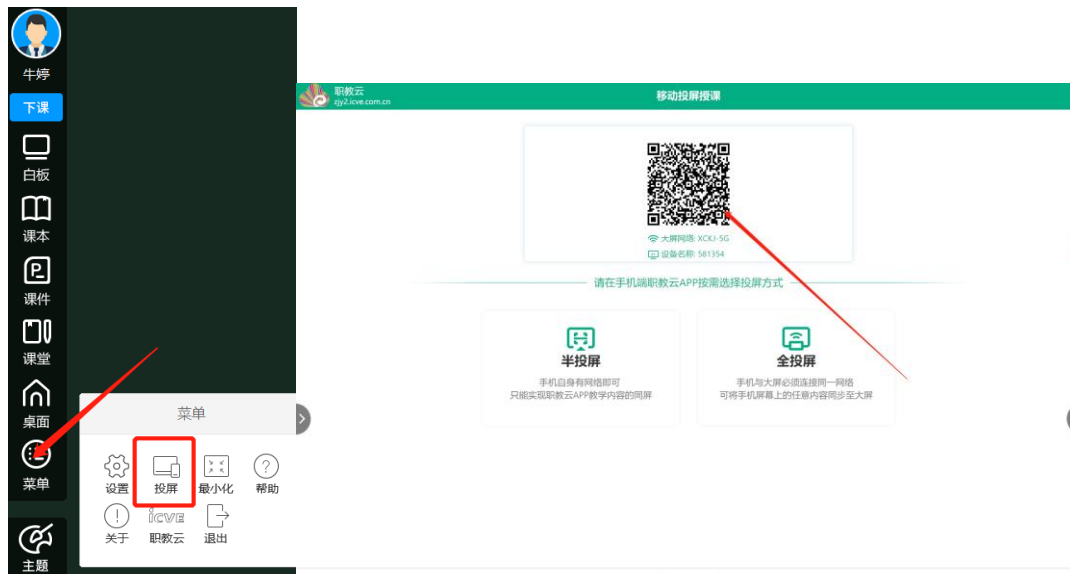 牛婷
下课
白板
课本
课件
课堂
桌面
菜单
主题
菜单
设置
投屏
最小化
帮助
关于
icve
职教云
退出
职教云
zjy2.icve.com.cn
移动投屏授课
大屏网络: XCKJ-5G
设备名称: 581354
请在手机端职教云APP按需选择投屏方式
半投屏
手机自身有网络即可
只能实现职教云APP教学内容的同屏
全投屏
手机与大屏必须连接同一网络
可将手机屏幕上的任意内容同步至大屏